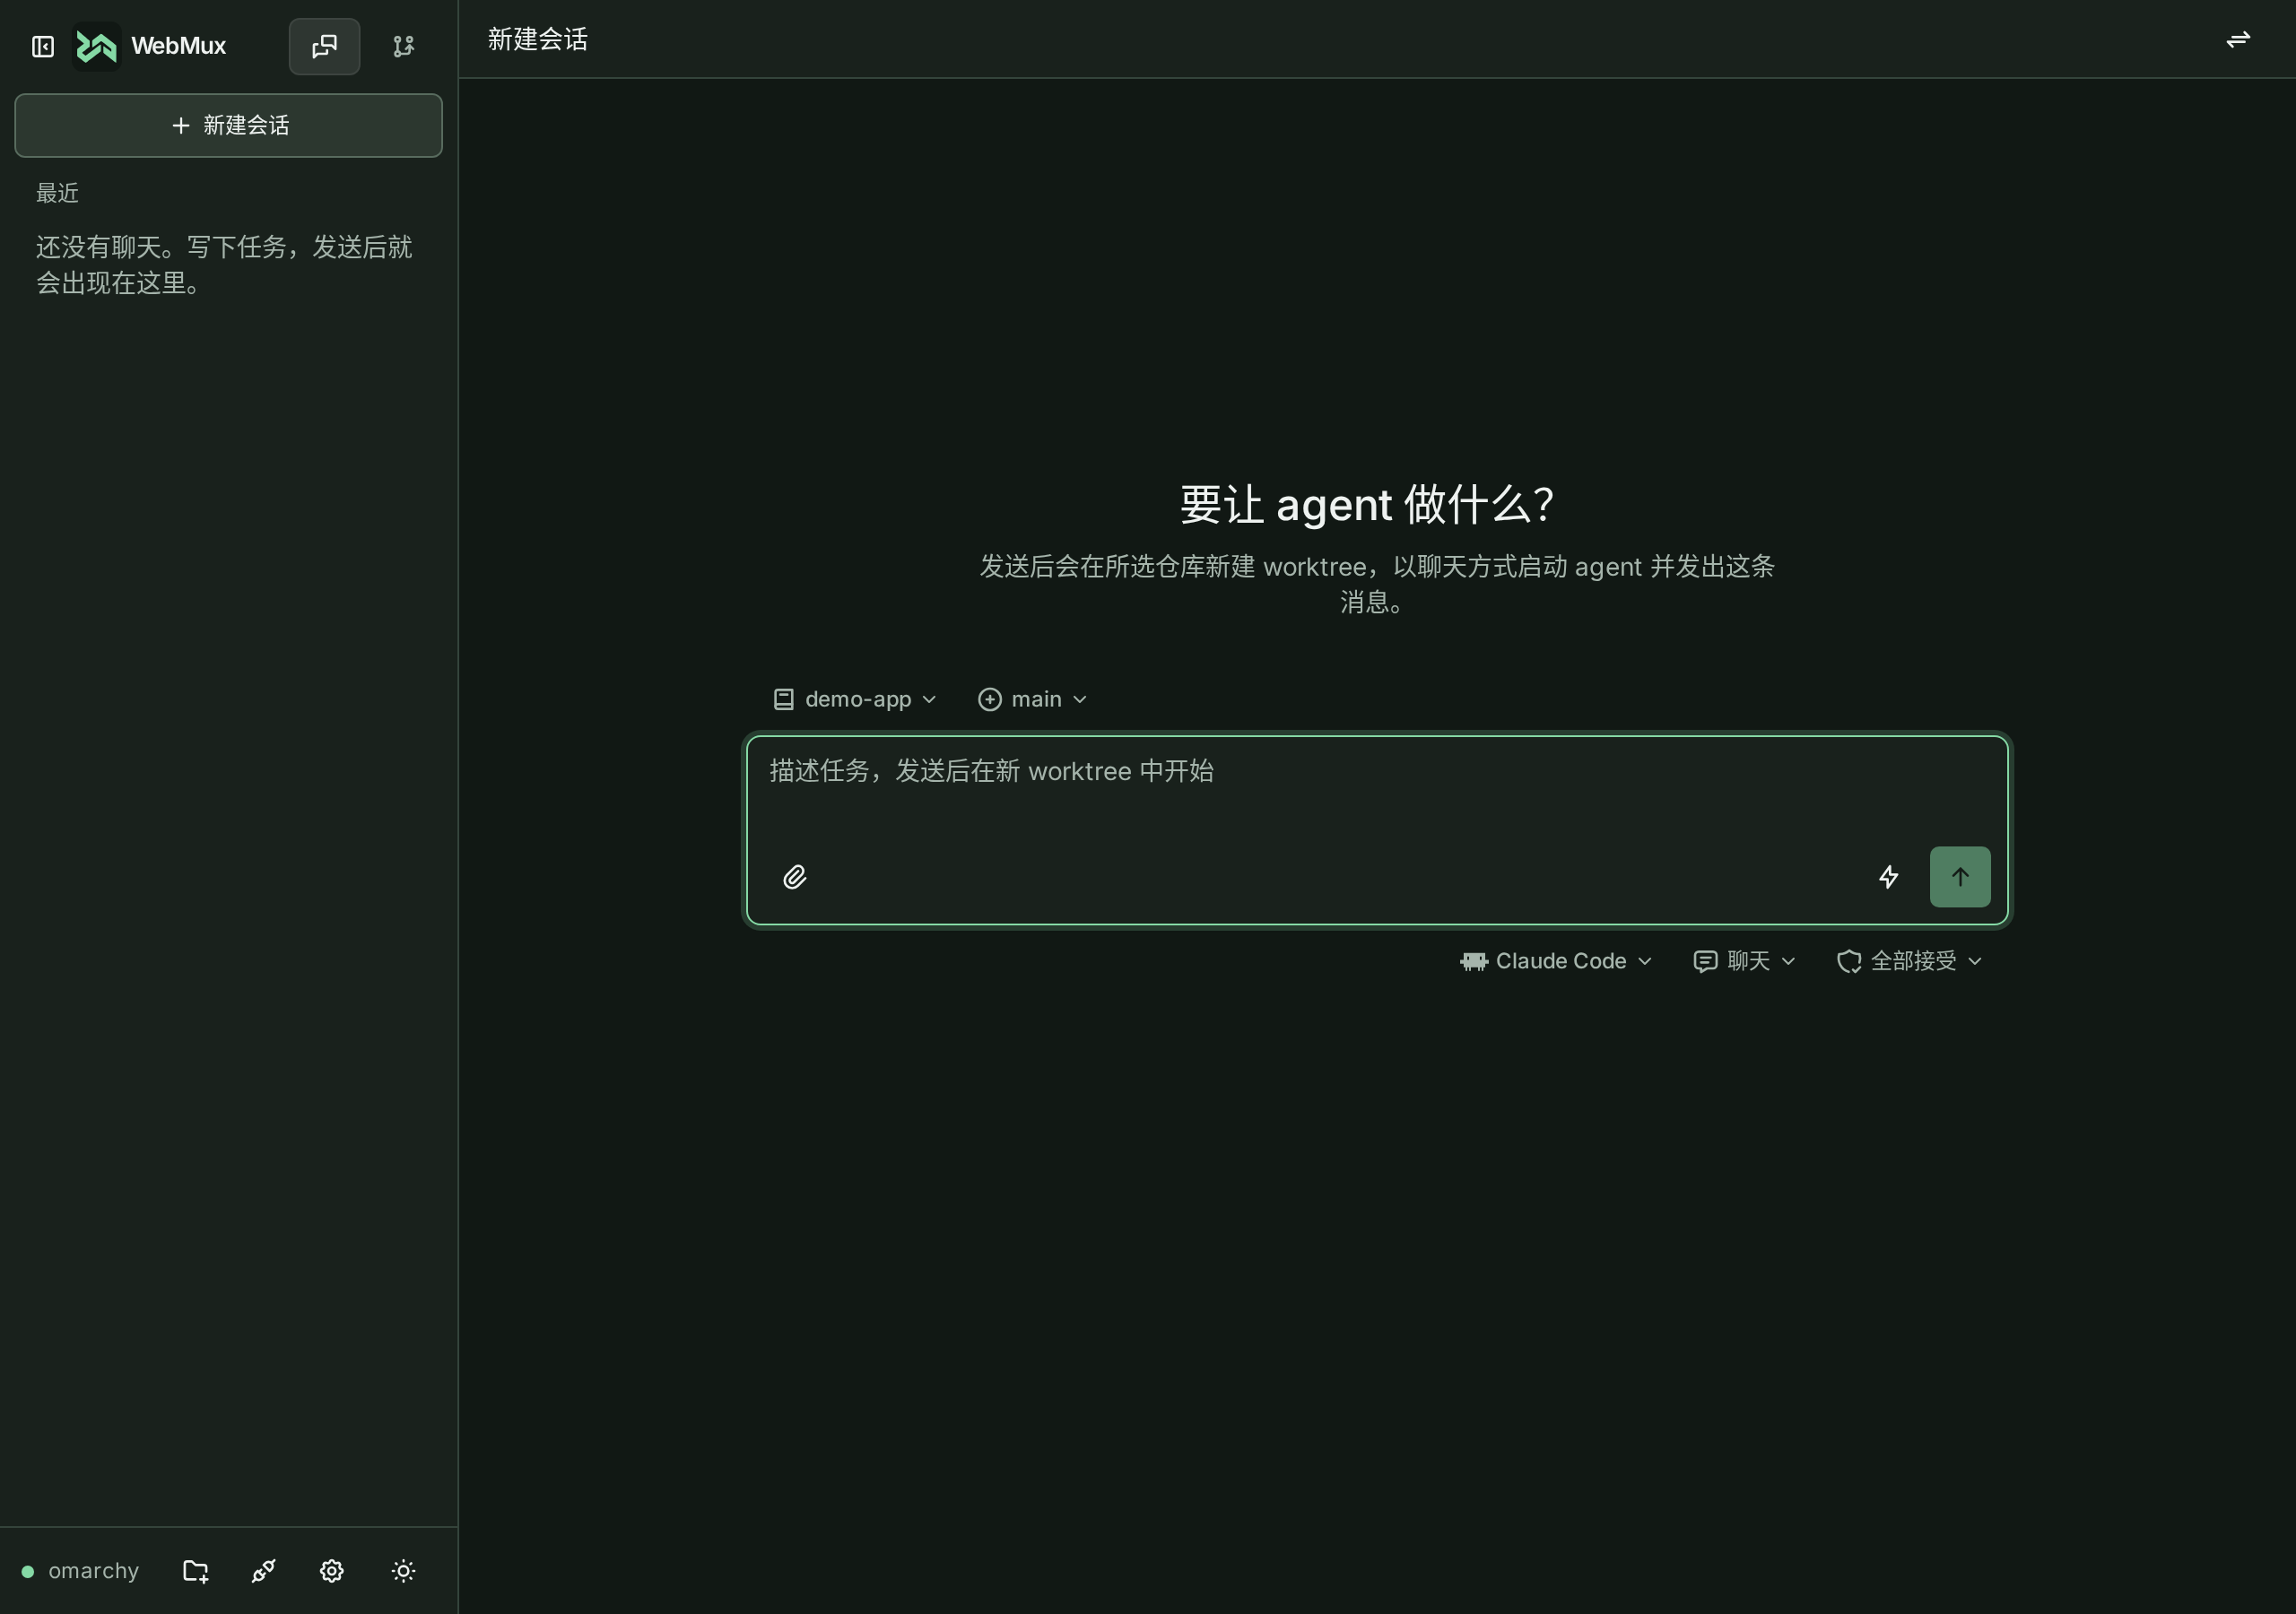 WebMux
新建会话
最近
还没有聊天。写下任务，发送后就
会出现在这里。
omarchy
新建会话
要让 agent 做什么？
发送后会在所选仓库新建 worktree，以聊天方式启动 agent 并发出这条
消息。
demo-app main
描述任务，发送后在新 worktree 中开始
Claude Code 聊天 全部接受